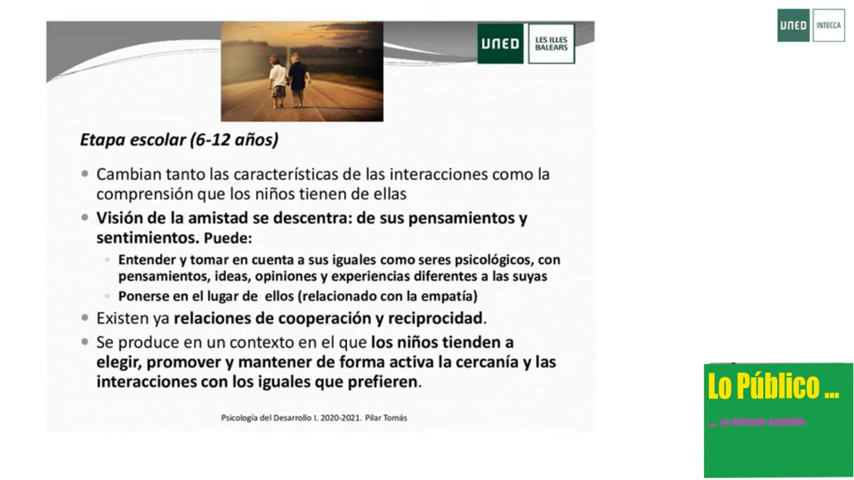 UNED
INTECCA
UNED
LES ILLES
BALEARS
Etapa escolar (6-12 años)
Cambian tanto las características de las interacciones como la
comprensión que los niños tienen de ellas
Visión de la amistad se descentra: de sus pensamientos y
sentimientos. Puede:
Entender y tomar en cuenta a sus iguales como seres psicológicos, con
pensamientos, ideas, opiniones y experiencias diferentes a las suyas
Ponerse en el lugar de ellos (relacionado con la empatía)
Existen ya relaciones de cooperación y reciprocidad.
Se produce en un contexto en el que los niños tienden a
elegir, promover y mantener de forma activa la cercanía y las
interacciones con los iguales que prefieren.
Psicología del Desarrollo I. 2020-2021. Pilar Tomás
Lo Público ...